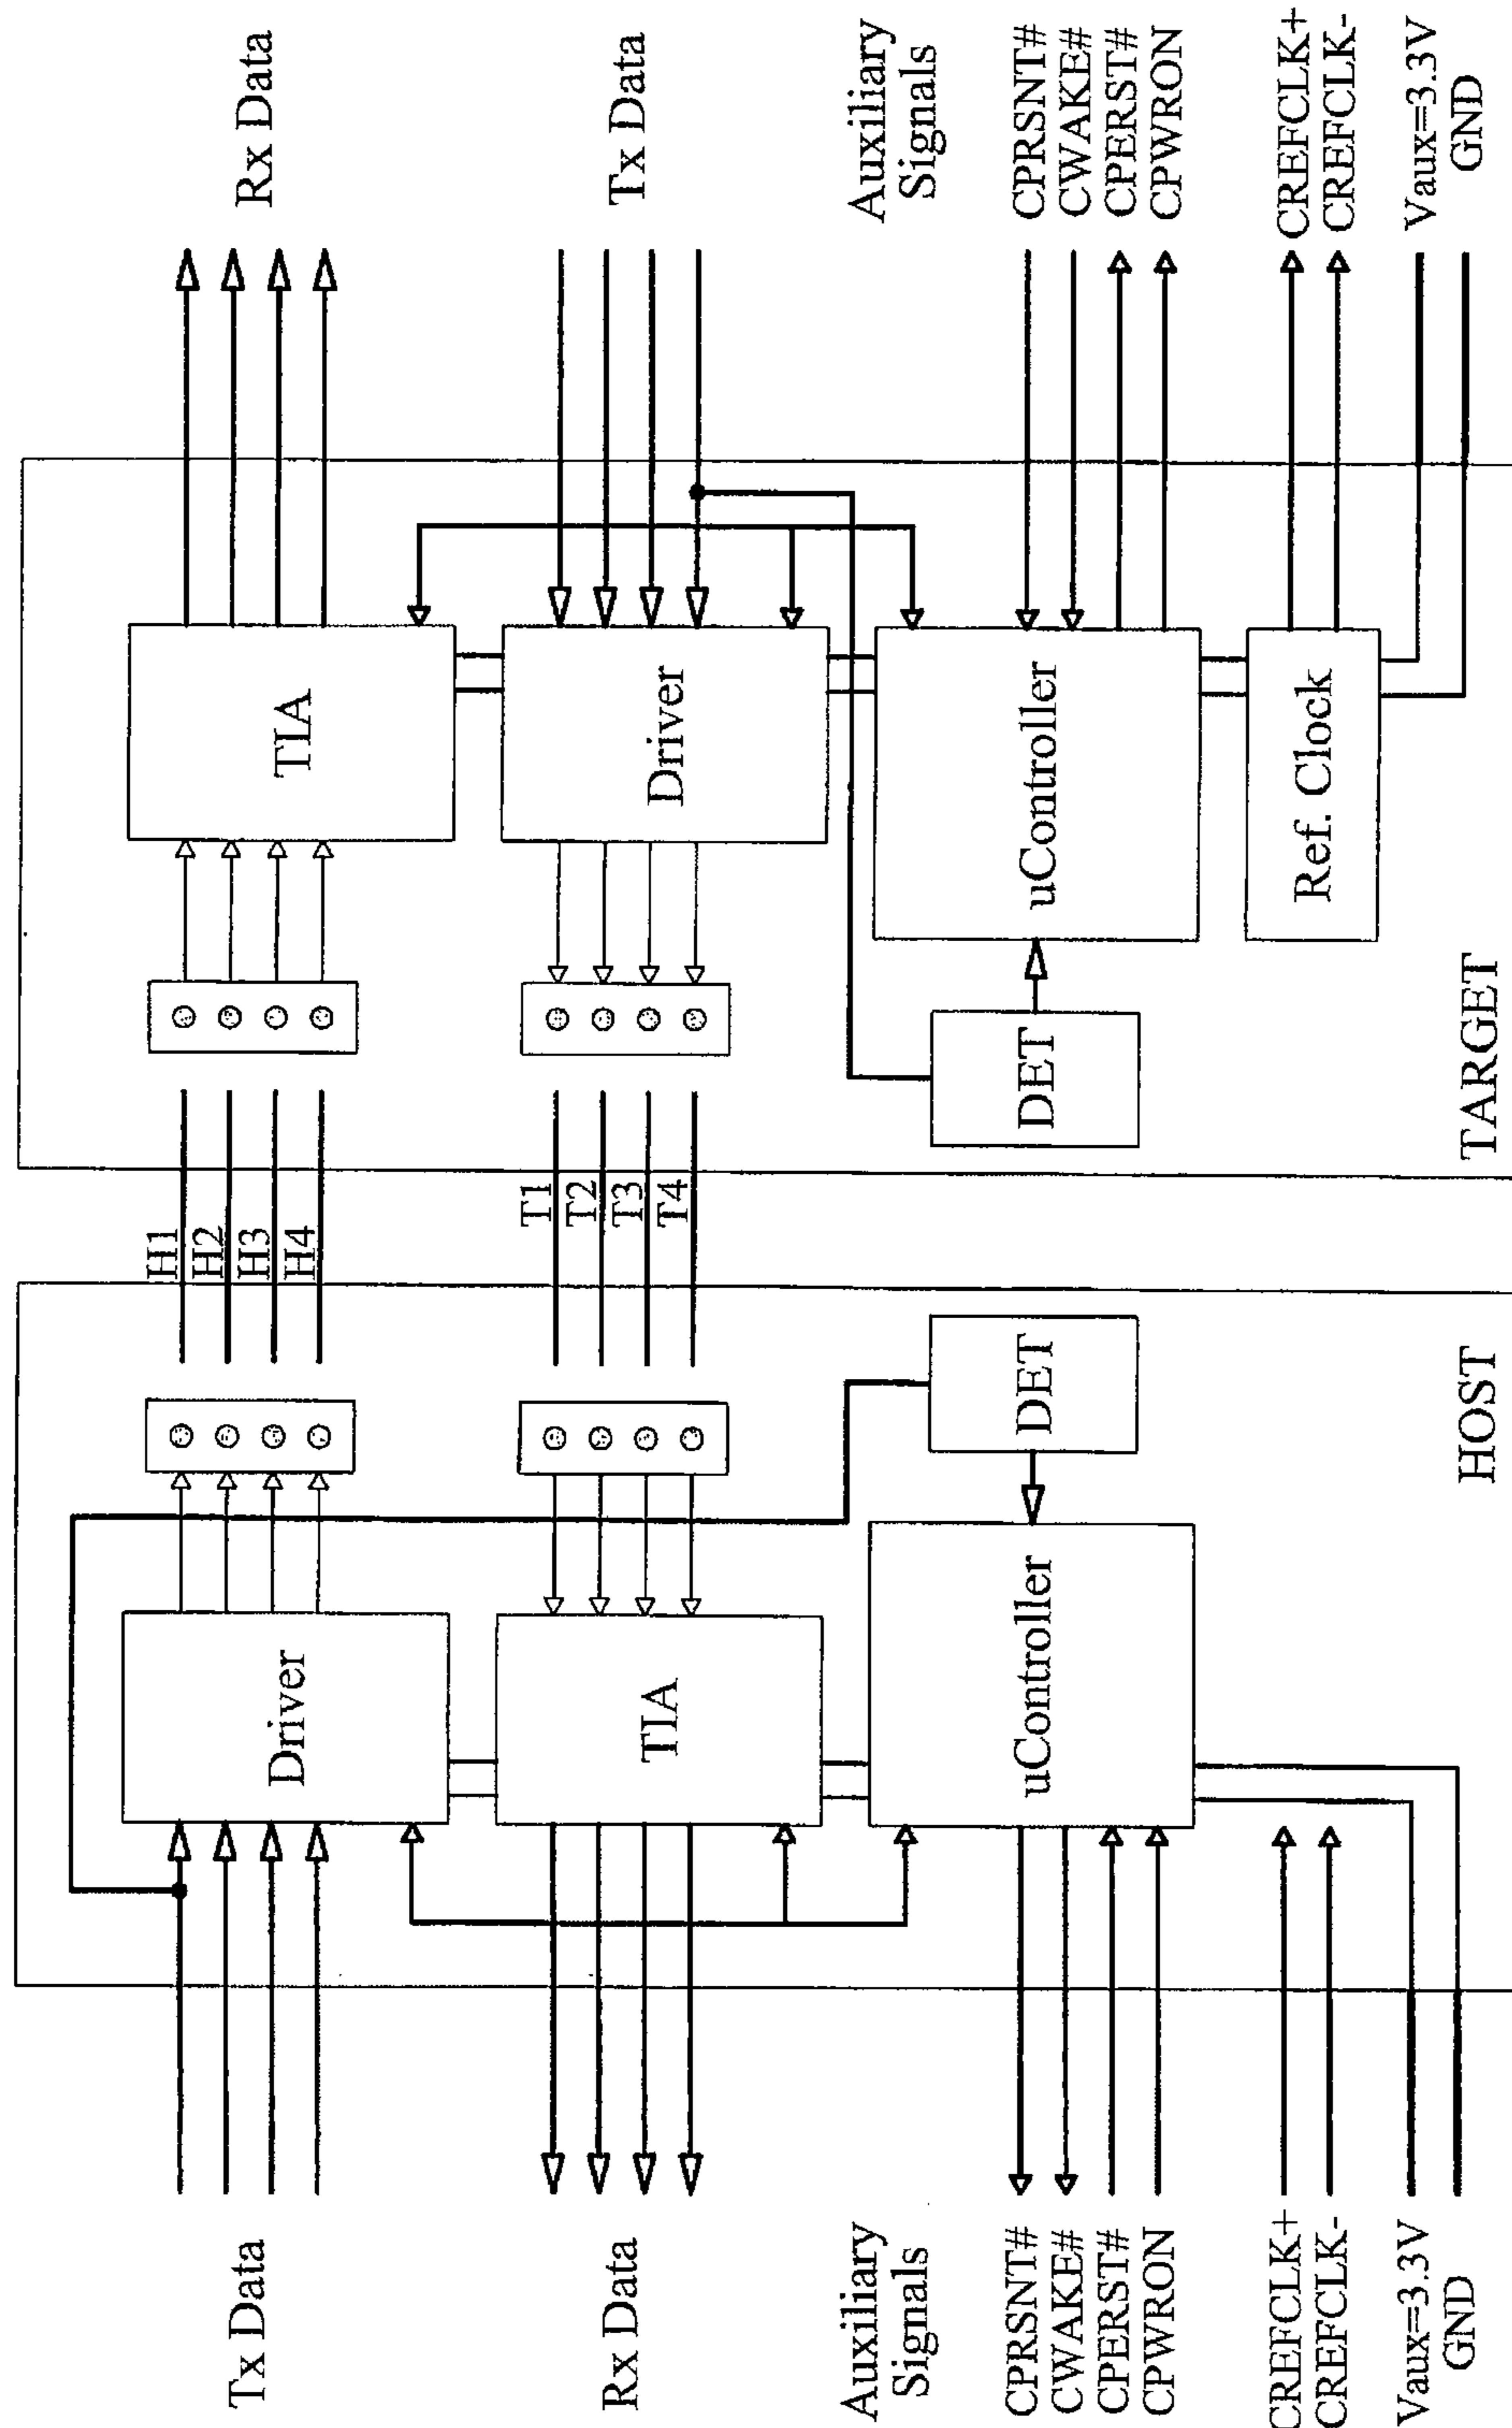 Tx Data
Rx Data
Auxiliary
Signals
CPRSNT#
CWAKE#
CPERST#
CPWRON
CREFCLK+
CREFCLK-
Vaux=3.3V
GND
Driver
TIA
uController
DET
HOST
H1
H2
H3
H4
T1
T2
T3
T4
TIA
Driver
uController
Ref. Clock
DET
TARGET
Rx Data
Tx Data
Auxiliary
Signals
CPRSNT#
CWAKE#
CPERST#
CPWRON
CREFCLK+
CREFCLK-
Vaux=3.3V
GND